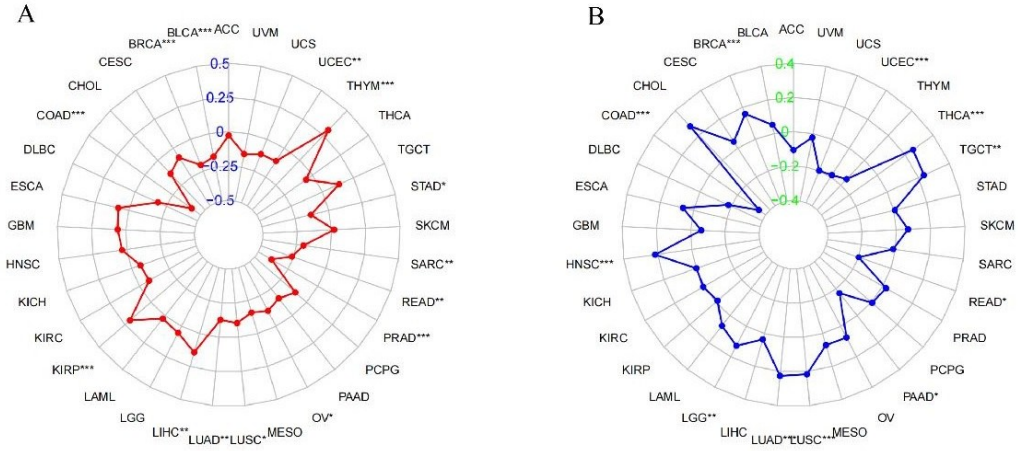 A
ACC
UVM
UCS
UCEC**
THYM***
THCA
TGCT
STAD*
SKCM
SARC**
READ**
PRAD***
PCPG
PAAD
OV*
MESO
LUSC*
LUAD**
LIHC**
LGG
LAML
KIRP***
KIRC
KICH
HNSC
GBM
ESCA
DLBC
COAD***
CHOL
CESC
BRCA***
BLCA***
0.5
0.25
0
−0.25
−0.5
B
ACC
UVM
UCS
UCEC***
THYM
THCA***
TGCT**
STAD
SKCM
SARC
READ*
PRAD
PCPG
PAAD*
OV
MESO
LUSC***
LIHC
LGG**
LAML
KIRP
KIRC
KICH
HNSC***
GBM
ESCA
DLBC
COAD***
CHOL
CESC
BRCA***
BLCA
0.4
0.2
0
−0.2
−0.4